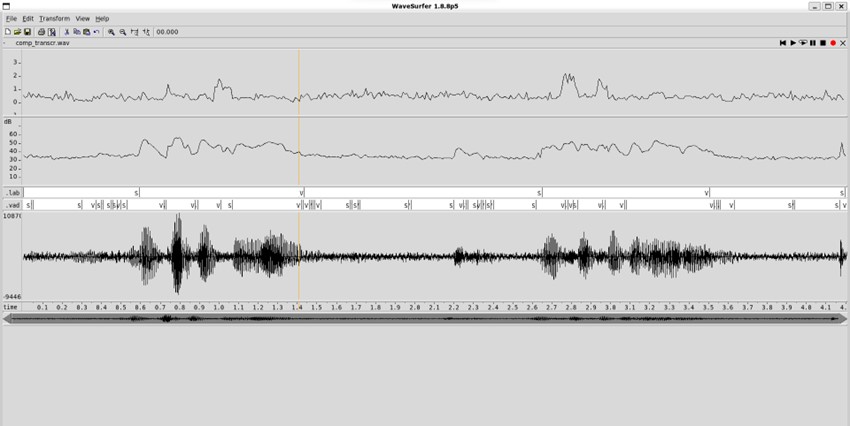 WaveSurfer 1.8.8p5
File Edit Transform View Help
00.000
comp_transcr.wav
3
2
1
0
dB
60
50
40
30
20
10
.lab s v s v s
.vad
10870
-9446
time 0.1 0.2 0.3 0.4 0.5 0.6 0.7 0.8 0.9 1.0 1.1 1.2 1.3 1.4 1.5 1.6 1.7 1.8 1.9 2.0 2.1 2.2 2.3 2.4 2.5 2.6 2.7 2.8 2.9 3.0 3.1 3.2 3.3 3.4 3.5 3.6 3.7 3.8 3.9 4.0 4.1 4.